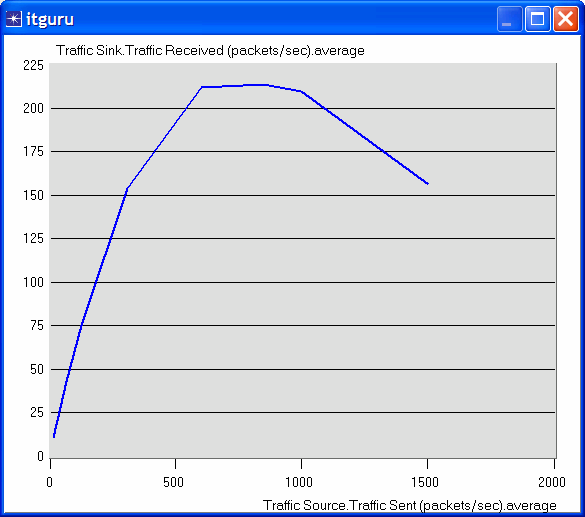 itguru
Traffic Sink.Traffic Received (packets/sec).average
225
200
175
150
125
100
75
50
25
0
0 500 1000 1500 2000
Traffic Source.Traffic Sent (packets/sec).average